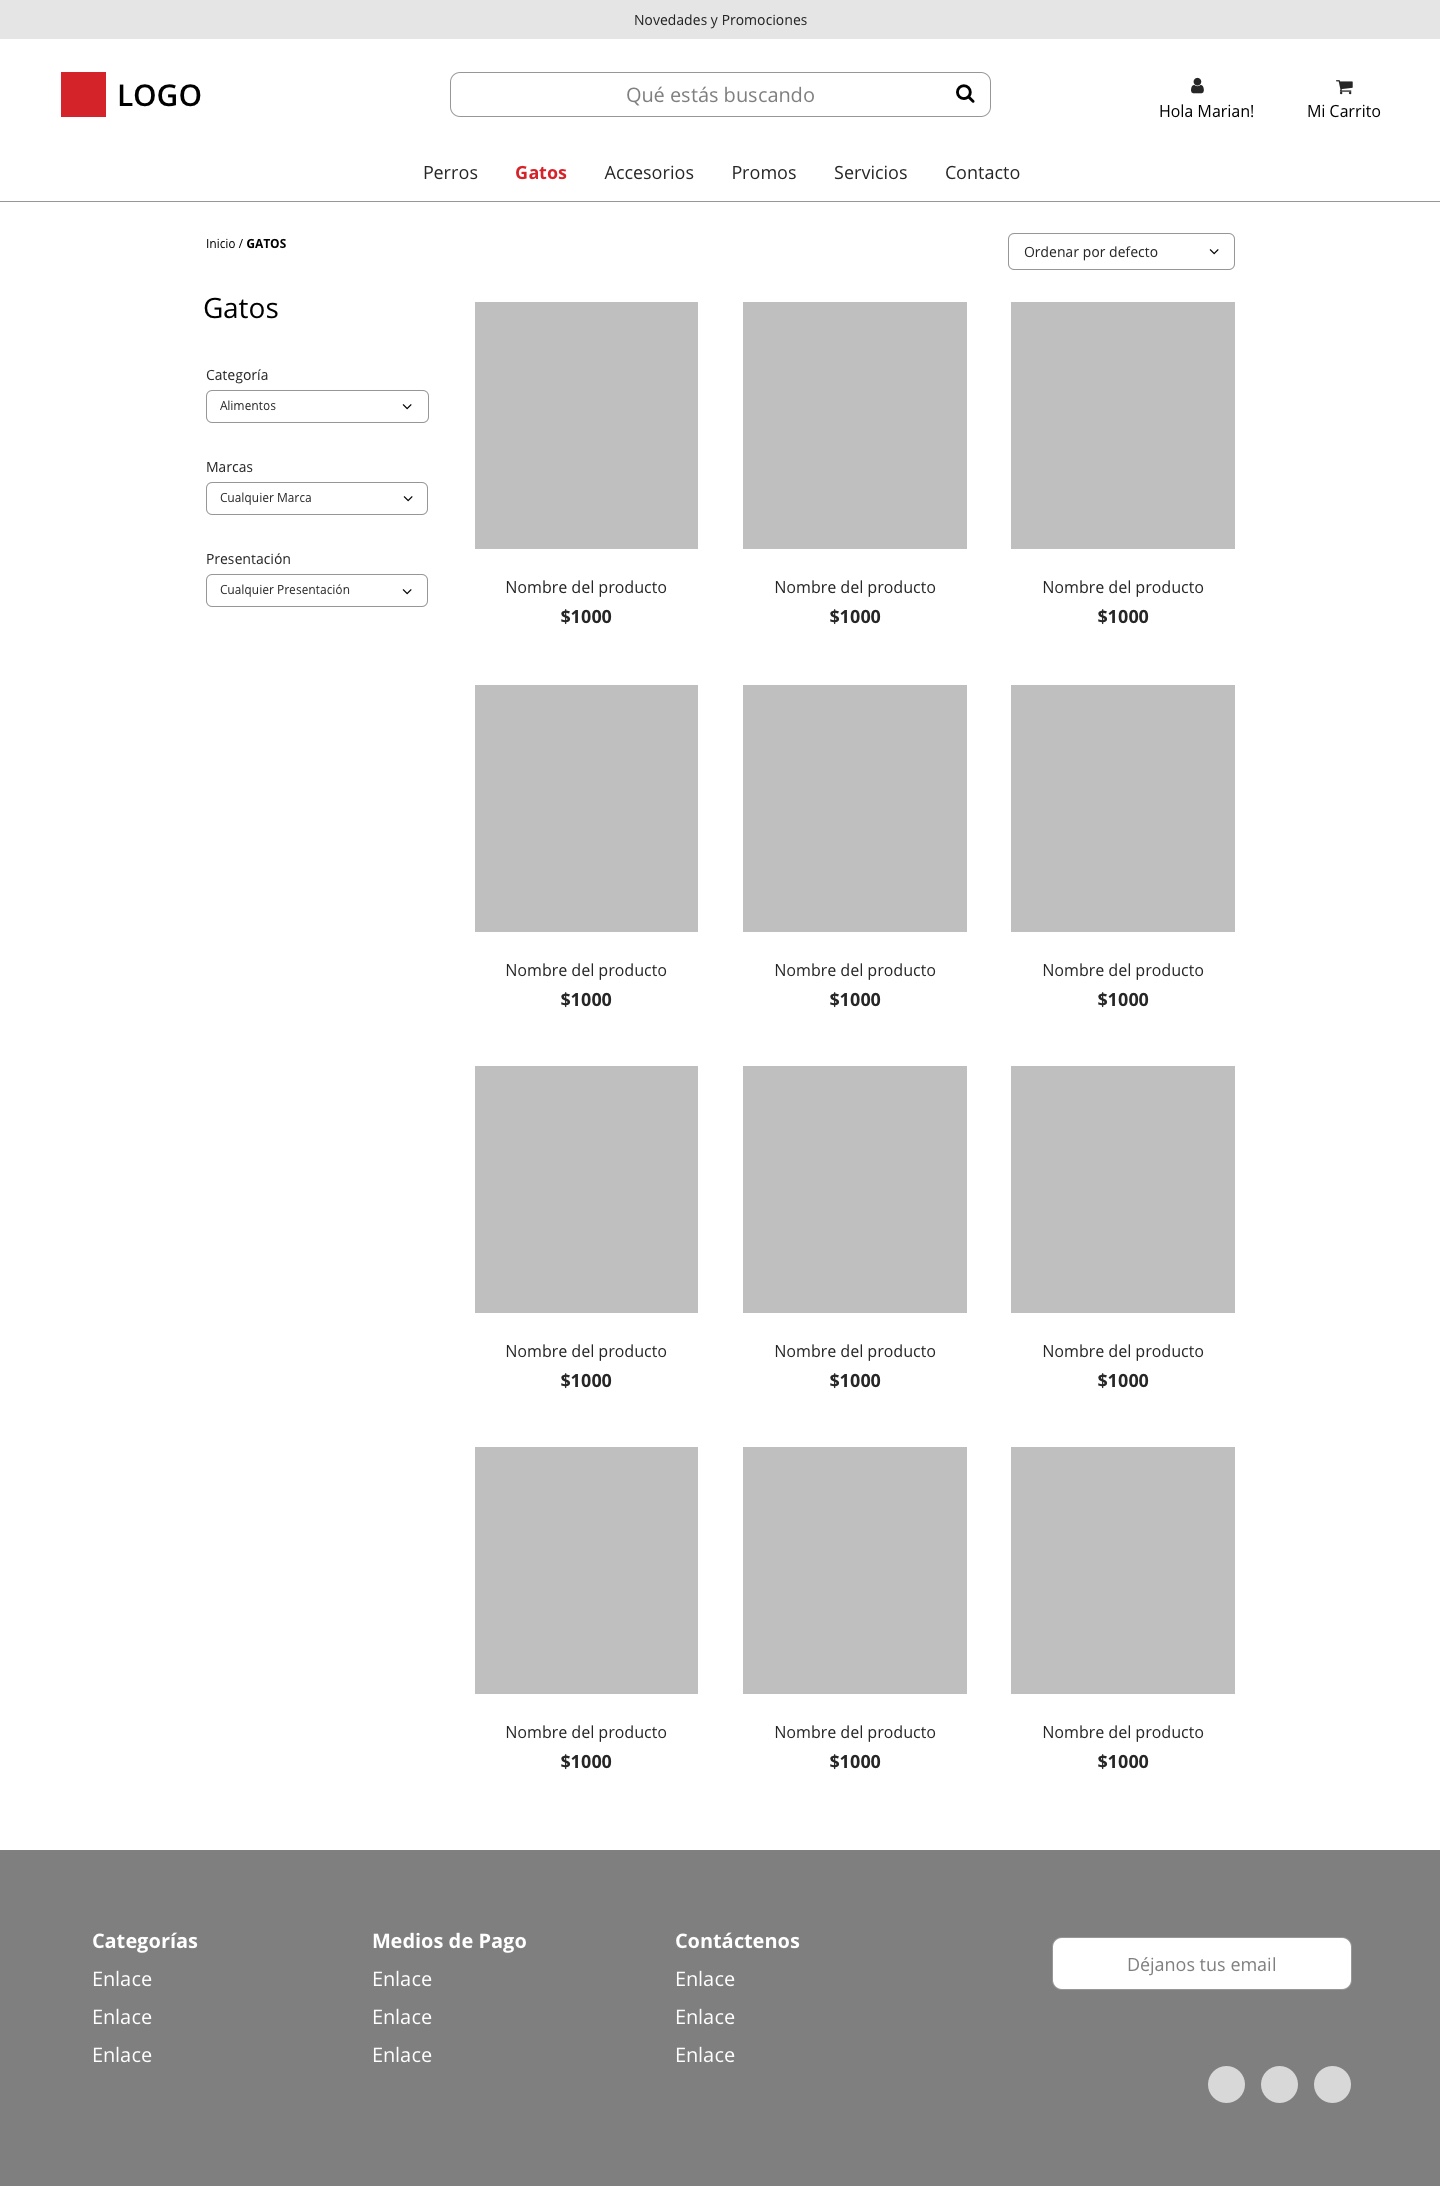 Novedades y Promociones
LOGO
Qué estás buscando
Hola Marian!
Mi Carrito
Perros Gatos Accesorios Promos Servicios Contacto
Inicio / GATOS
Ordenar por defecto
Gatos
Categoría
Alimentos
Marcas
Cualquier Marca
Presentación
Cualquier Presentación
Nombre del producto Nombre del producto Nombre del producto
$1000 $1000 $1000
Nombre del producto Nombre del producto Nombre del producto
$1000 $1000 $1000
Nombre del producto Nombre del producto Nombre del producto
$1000 $1000 $1000
Nombre del producto Nombre del producto Nombre del producto
$1000 $1000 $1000
Categorías
Enlace
Enlace
Enlace
Medios de Pago
Enlace
Enlace
Enlace
Contáctenos
Enlace
Enlace
Enlace
Déjanos tus email